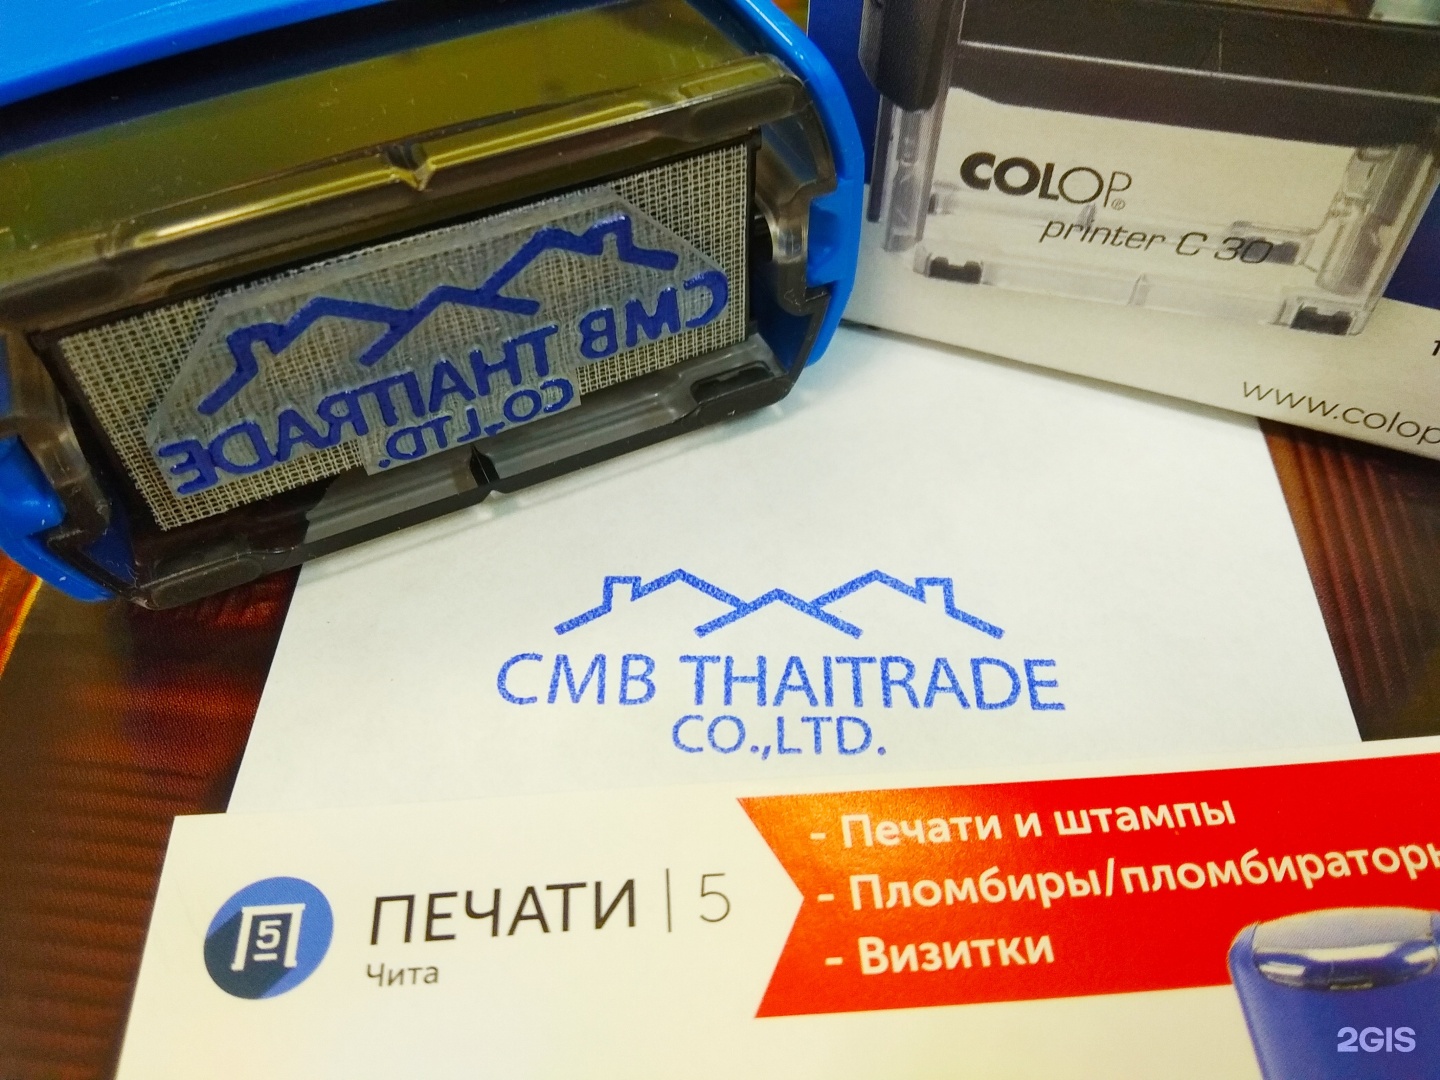 COLOP®
printer C 30
www.colop
CMB THAITRADE
CO.,LTD.
CMB THAITRADE
CO.,LTD.
- Печати и штампы
- Пломбиры/пломбираторы
- Визитки
5
ПЕЧАТИ | 5
Чита
2GIS